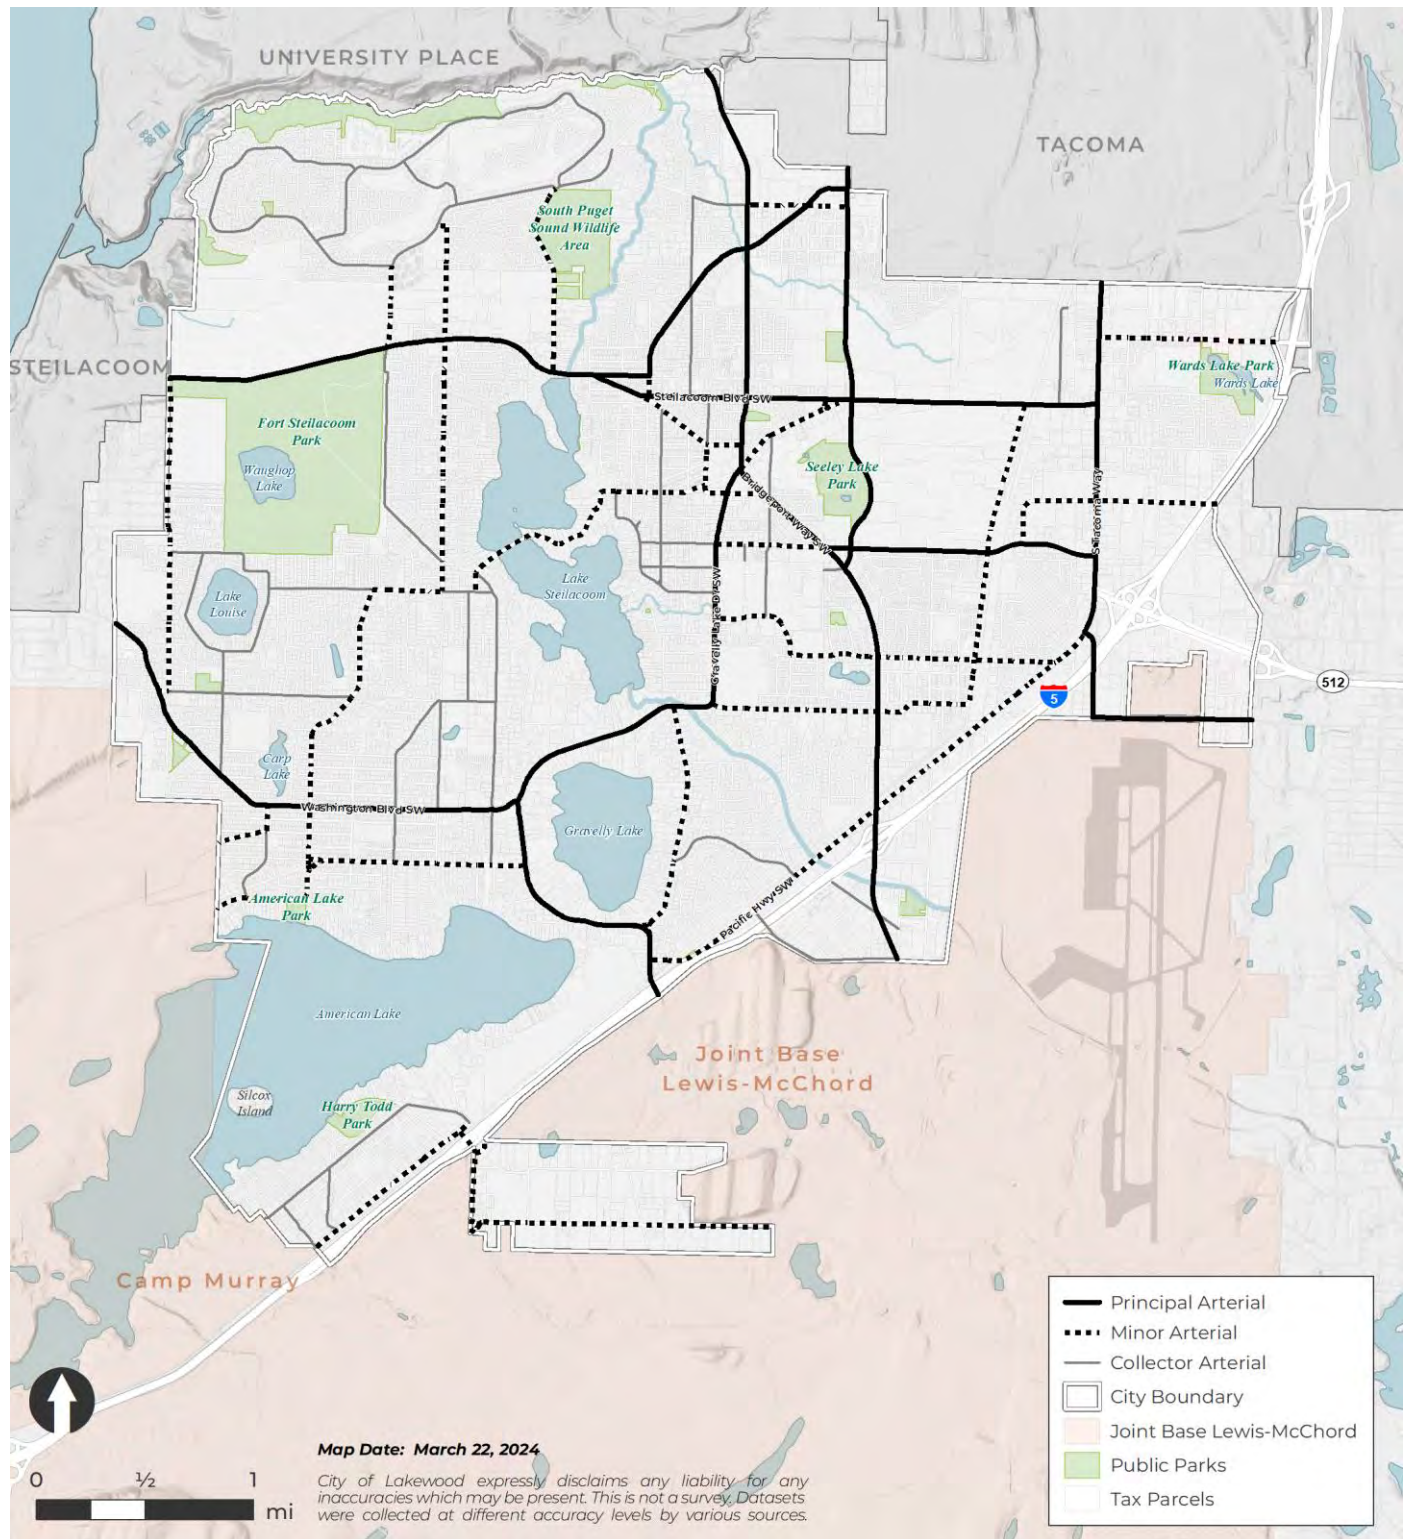 UNIVERSITY PLACE
TACOMA
South Puget
Sound Wildlife
Area
STEILACOOM
Wards Lake Park
Wards Lake
Steilacoom Blvd SW
Fort Steilacoom
Park
Waughop
Lake
Seeley Lake
Park
Bridgeport Way SW
S Tacoma Way
Lake
Steilacoom
Lake
Louise
Gravelly Lake Dr SW
512
5
Carp
Lake
Washington Blvd SW
Gravelly Lake
American Lake
Park
Pacific Hwy SW
American Lake
Joint Base
Lewis-McChord
Silcox
Island
Harry Todd
Park
Camp Murray
Principal Arterial
Minor Arterial
Collector Arterial
City Boundary
Joint Base Lewis-McChord
Public Parks
Tax Parcels
Map Date: March 22, 2024
0 ½ 1
mi
City of Lakewood expressly disclaims any liability for any
inaccuracies which may be present. This is not a survey. Datasets
were collected at different accuracy levels by various sources.